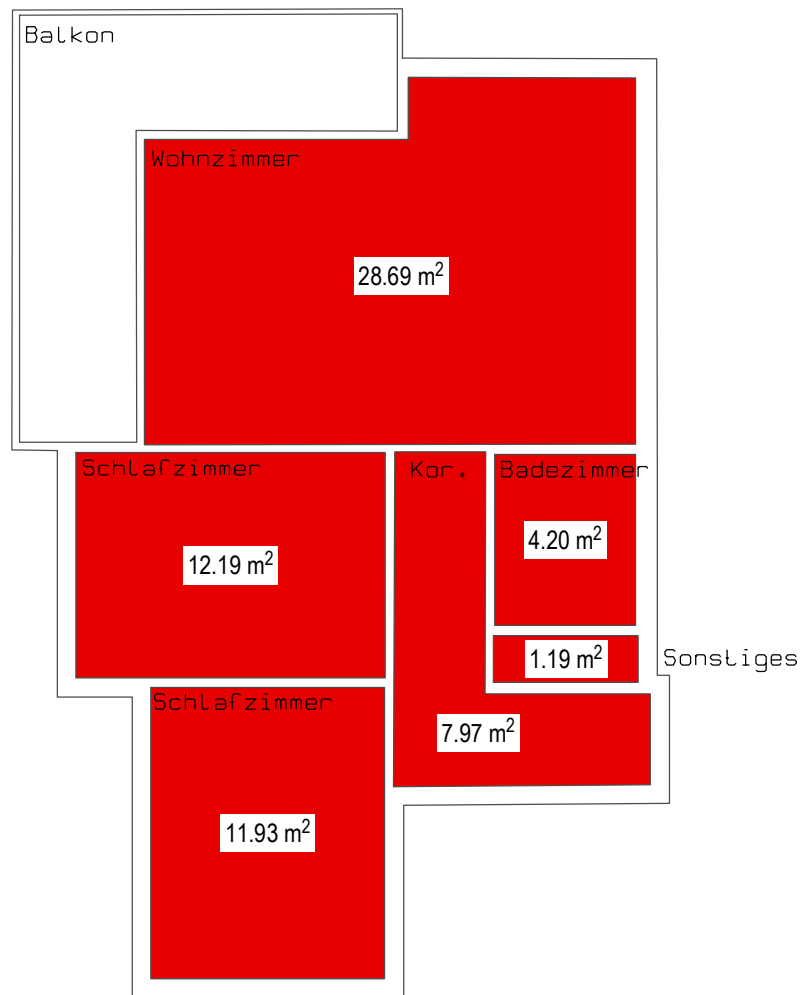 Balkon
Wohnzimmer
28.69 m²
Schlafzimmer
Kor.
Badezimmer
12.19 m²
4.20 m²
1.19 m²
Sonstiges
Schlafzimmer
7.97 m²
11.93 m²